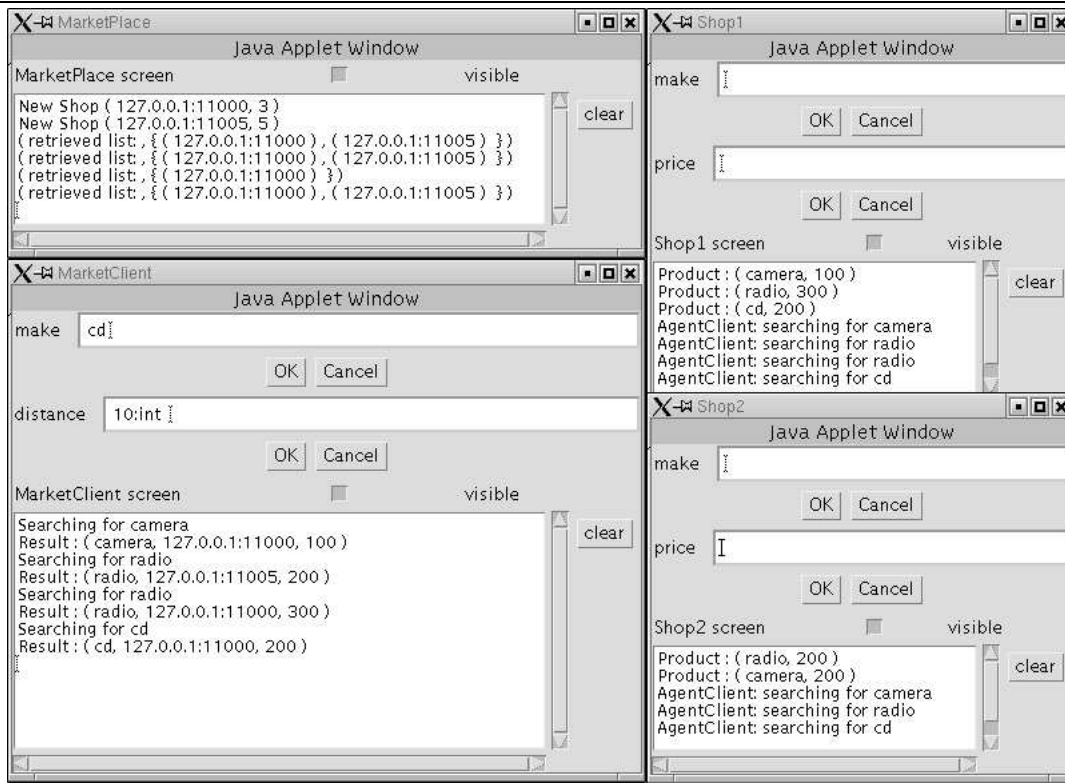 MarketPlace
Java Applet Window
MarketPlace screen visible
New Shop ( 127.0.0.1:11000, 3 )
New Shop ( 127.0.0.1:11005, 5 )
( retrieved list: , { ( 127.0.0.1:11000 ) , ( 127.0.0.1:11005 ) })
( retrieved list: , { ( 127.0.0.1:11000 ) , ( 127.0.0.1:11005 ) })
( retrieved list: , { ( 127.0.0.1:11000 ) })
( retrieved list: , { ( 127.0.0.1:11000 ) , ( 127.0.0.1:11005 ) })
clear
MarketClient
Java Applet Window
make cd
OK Cancel
distance 10:int
OK Cancel
MarketClient screen visible
Searching for camera
Result : ( camera, 127.0.0.1:11000, 100 )
Searching for radio
Result : ( radio, 127.0.0.1:11005, 200 )
Searching for radio
Result : ( radio, 127.0.0.1:11000, 300 )
Searching for cd
Result : ( cd, 127.0.0.1:11000, 200 )
clear
Shop1
Java Applet Window
make
OK Cancel
price
OK Cancel
Shop1 screen visible
Product : ( camera, 100 )
Product : ( radio, 300 )
Product : ( cd, 200 )
AgentClient: searching for camera
AgentClient: searching for radio
AgentClient: searching for radio
AgentClient: searching for cd
clear
Shop2
Java Applet Window
make
OK Cancel
price
OK Cancel
Shop2 screen visible
Product : ( radio, 200 )
Product : ( camera, 200 )
AgentClient: searching for camera
AgentClient: searching for radio
AgentClient: searching for cd
clear